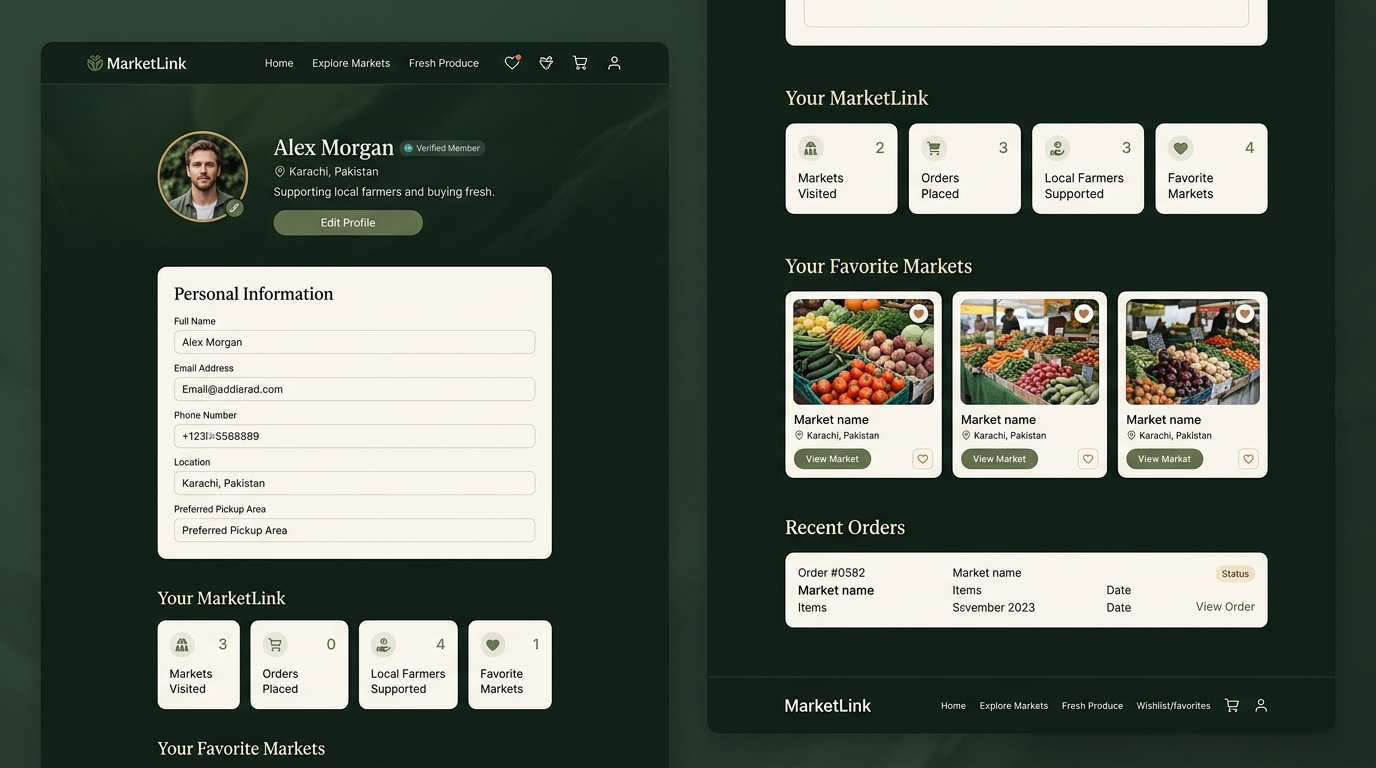 MarketLink
Home Explore Markets Fresh Produce
Alex Morgan Verified Member
Karachi, Pakistan
Supporting local farmers and buying fresh.
Edit Profile
Personal Information
Full Name
Alex Morgan
Email Address
Email@addlerad.com
Phone Number
Location
Karachi, Pakistan
Preferred Pickup Area
Preferred Pickup Area
Your MarketLink
3 0 4 1
Markets Visited
Orders Placed
Local Farmers Supported
Favorite Markets
Your Favorite Markets
Your MarketLink
2 3 3 4
Markets Visited
Orders Placed
Local Farmers Supported
Favorite Markets
Your Favorite Markets
Market name
Karachi, Pakistan
View Market
Market name
Karachi, Pakistan
View Market
Market name
Karachi, Pakistan
View Markat
Recent Orders
Order #0582 Market name Status
Market name Items Date
Items Sevember 2023 Date View Order
MarketLink Home Explore Markets Fresh Produce Wishlist/favorites